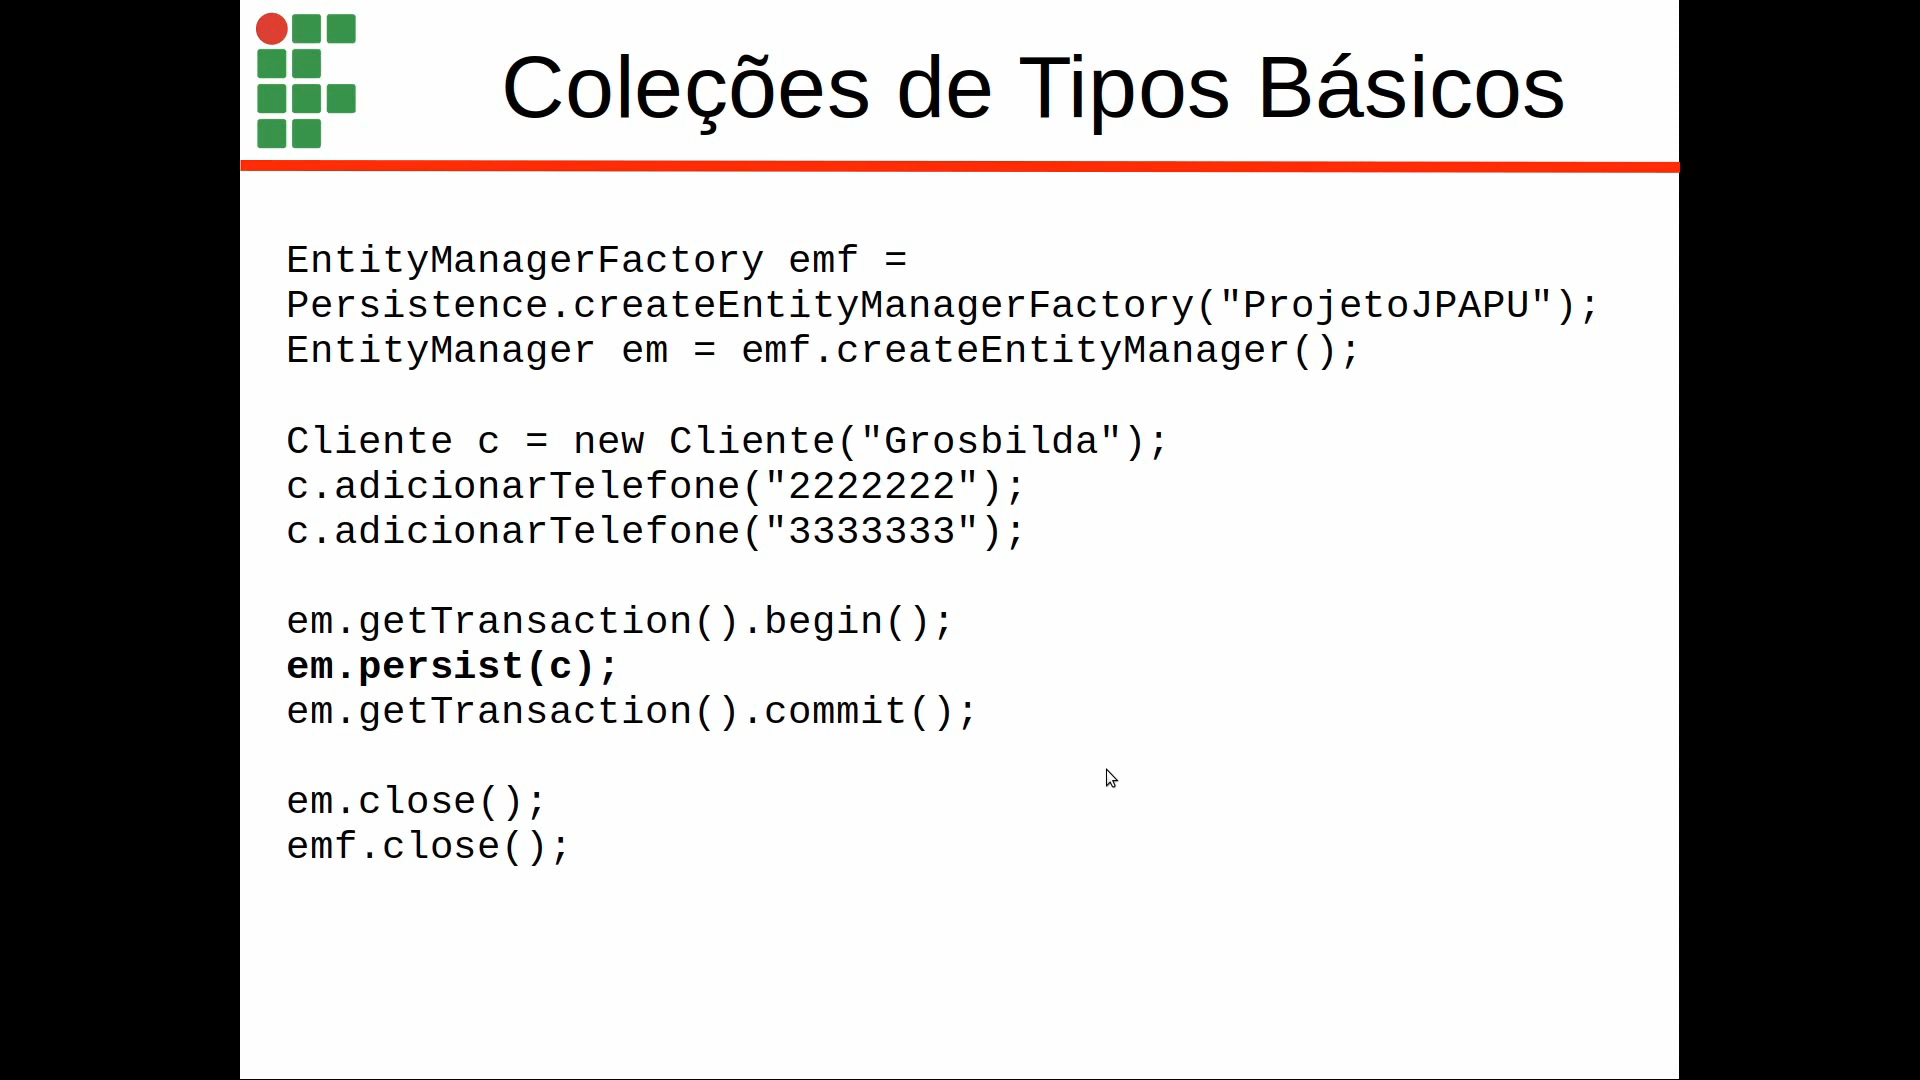 Coleções de Tipos Básicos
EntityManagerFactory emf =
Persistence.createEntityManagerFactory("ProjetoJPAPU");
EntityManager em = emf.createEntityManager();
Cliente c = new Cliente("Grosbilda");
c.adicionarTelefone("2222222");
c.adicionarTelefone("3333333");
em.getTransaction().begin();
em.persist(c);
em.getTransaction().commit();
em.close();
emf.close();